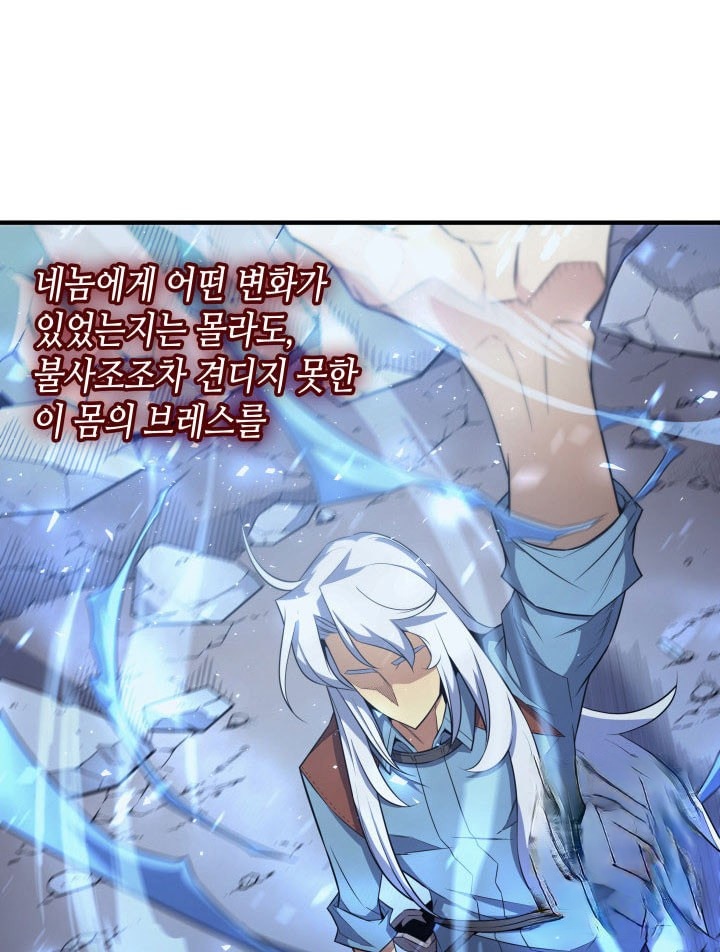 네놈에게 어떤 변화가
있었는지는 몰라도,
불사조조차 견디지 못한
이 몸의 브레스를